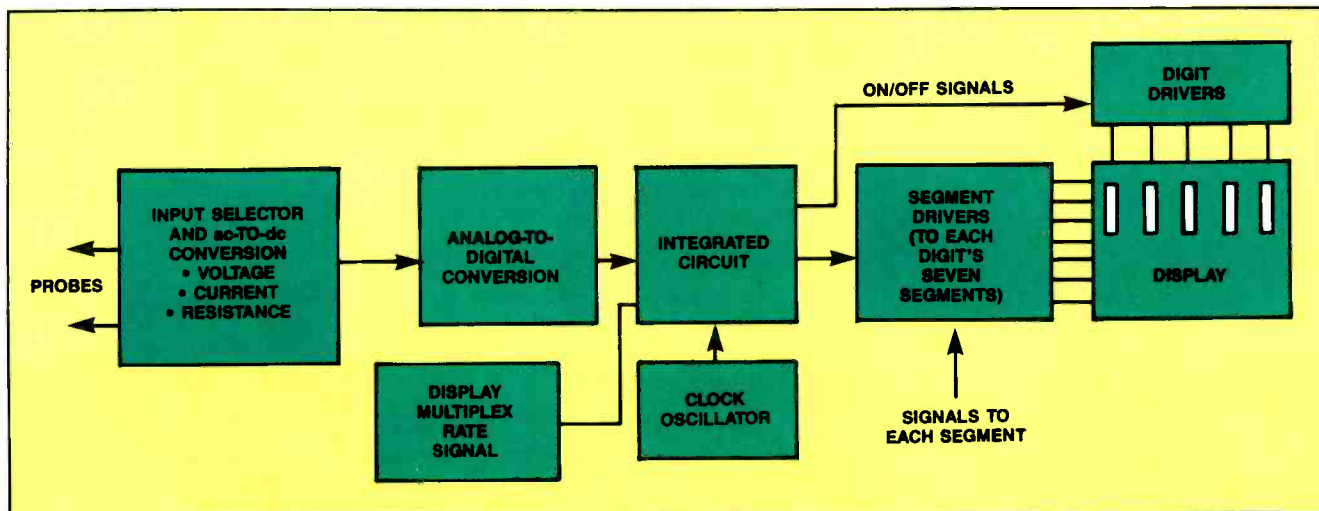 PROBES
INPUT SELECTOR
AND ac-TO-dc
CONVERSION
• VOLTAGE
• CURRENT
• RESISTANCE
ANALOG-TO-
DIGITAL
CONVERSION
INTEGRATED
CIRCUIT
DISPLAY
MULTIPLEX
RATE
SIGNAL
CLOCK
OSCILLATOR
ON/OFF SIGNALS
DIGIT
DRIVERS
SEGMENT
DRIVERS
(TO EACH
DIGIT'S
SEVEN
SEGMENTS)
DISPLAY
SIGNALS TO
EACH SEGMENT